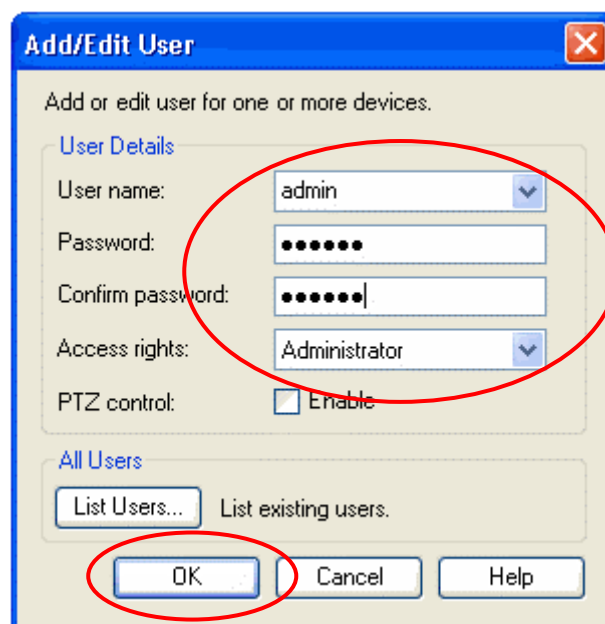 Add/Edit User
Add or edit user for one or more devices.
User Details
User name: admin
Password: ●●●●●●
Confirm password: ●●●●●●
Access rights: Administrator
PTZ control: Enable
All Users
List Users... List existing users.
OK Cancel Help